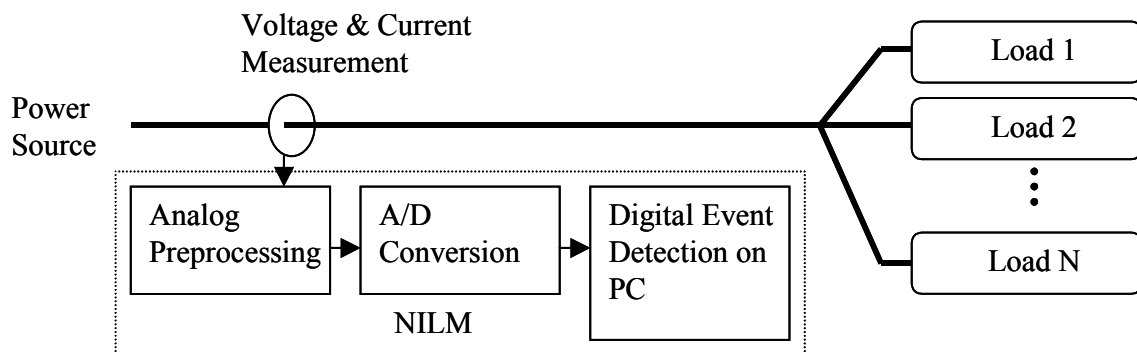 Voltage & Current
Measurement
Power
Source
Load 1
Load 2
Load N
Analog
Preprocessing
A/D
Conversion
Digital Event
Detection on
PC
NILM